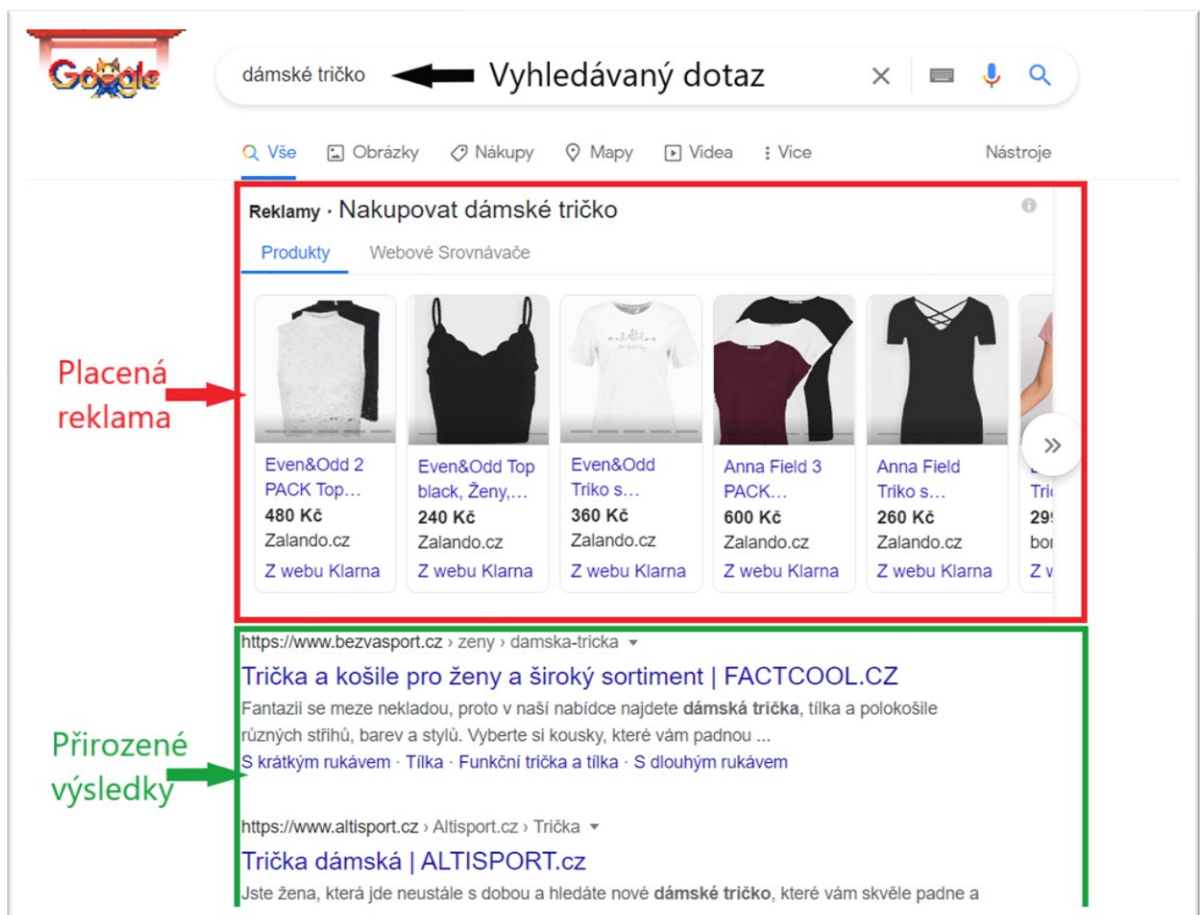 Google
dámské tričko
Vyhledávaný dotaz
Vše
Obrázky
Nákupy
Mapy
Videa
Více
Nástroje
Reklamy · Nakupovat dámské tričko
Produkty
Webové Srovnávače
Placená
reklama
Even&Odd 2
PACK Top…
480 Kč
Zalando.cz
Z webu Klarna
Even&Odd Top
black, Ženy,…
240 Kč
Zalando.cz
Z webu Klarna
Even&Odd
Triko s…
360 Kč
Zalando.cz
Z webu Klarna
Anna Field 3
PACK…
600 Kč
Zalando.cz
Z webu Klarna
Anna Field
Triko s…
260 Kč
Zalando.cz
Z webu Klarna
https://www.bezvasport.cz › zeny › damska-tricka
Trička a košile pro ženy a široký sortiment | FACTCOOL.CZ
Fantazii se meze nekladou, proto v naší nabídce najdete dámská trička, tílka a polokošile
různých střihů, barev a stylů. Vyberte si kousky, které vám padnou ...
S krátkým rukávem · Tílka · Funkční trička a tílka · S dlouhým rukávem
Přirozené
výsledky
https://www.altisport.cz › Altisport.cz › Trička
Trička dámská | ALTISPORT.cz
Jste žena, která jde neustále s dobou a hledáte nové dámské tričko, které vám skvěle padne a